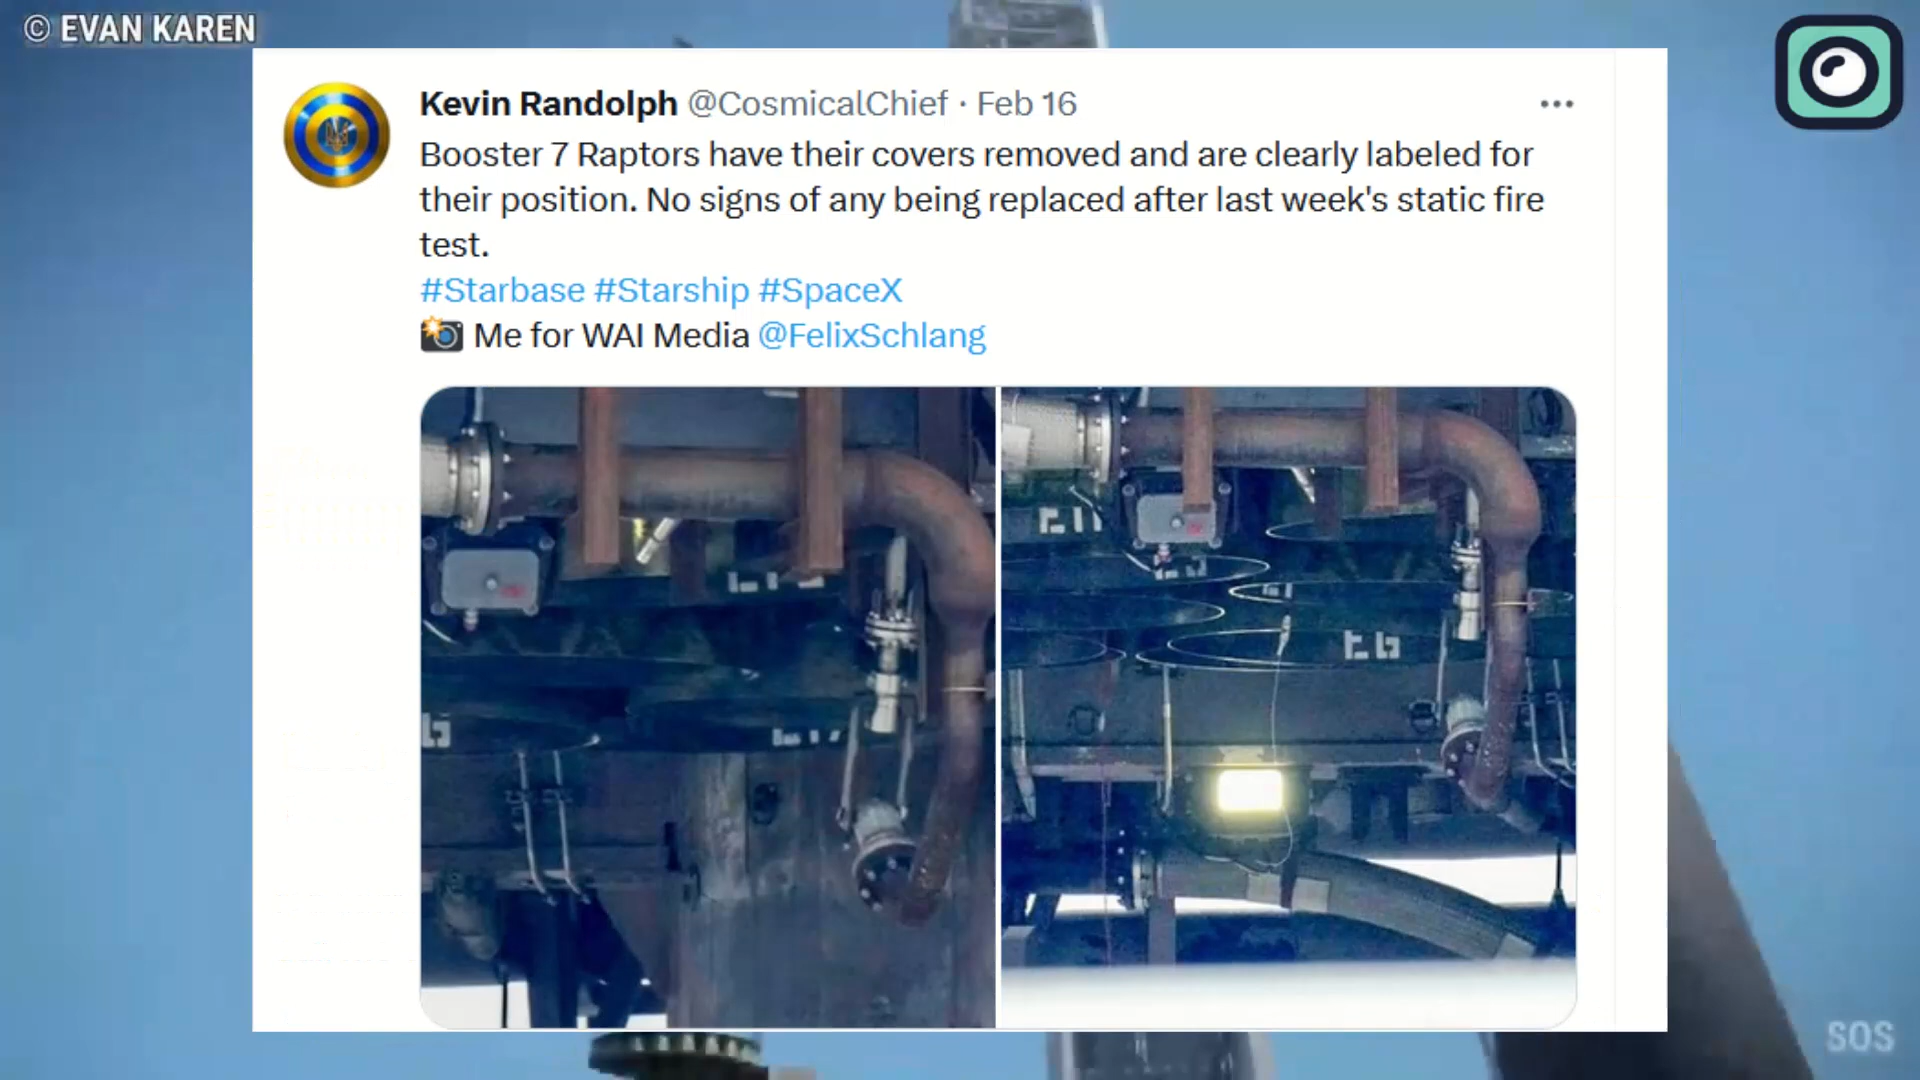 © EVAN KAREN
Kevin Randolph @CosmicalChief · Feb 16
Booster 7 Raptors have their covers removed and are clearly labeled for
their position. No signs of any being replaced after last week's static fire
test.
#Starbase #Starship #SpaceX
Me for WAI Media @FelixSchlang
E6
SOS